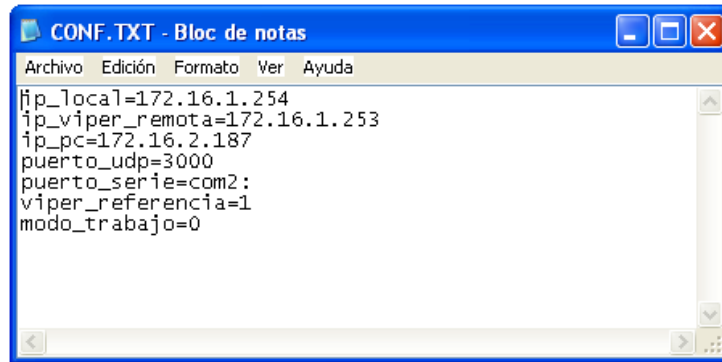 CONF.TXT - Bloc de notas
Archivo Edición Formato Ver Ayuda
ip_local=172.16.1.254
ip_viper_remota=172.16.1.253
ip_pc=172.16.2.187
puerto_udp=3000
puerto_serie=com2:
viper_referencia=1
modo_trabajo=0